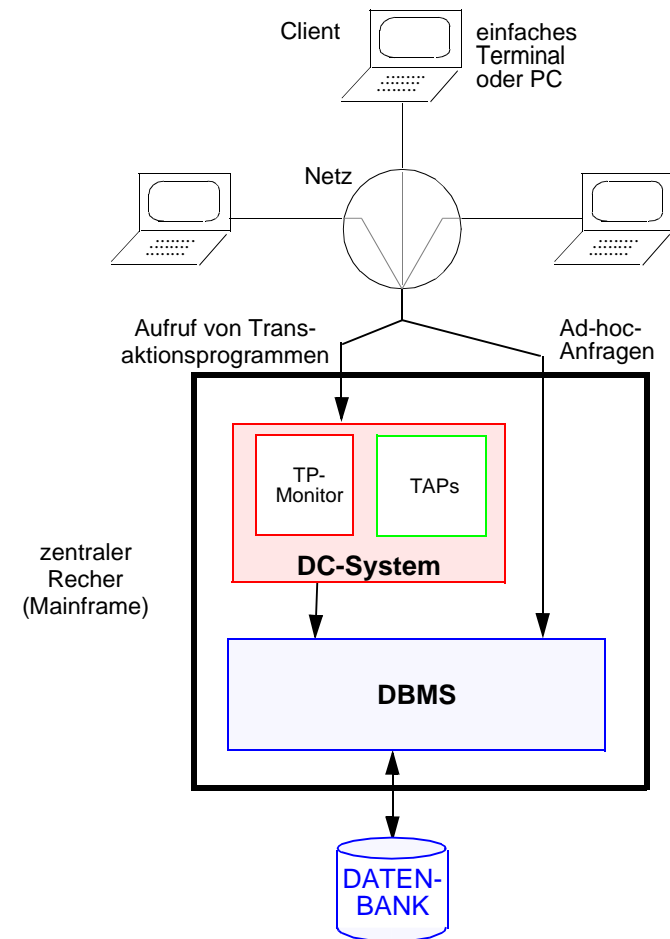 Client
einfaches
Terminal
oder PC
Netz
Aufruf von Trans-
aktionsprogrammen
Ad-hoc-
Anfragen
TP-
Monitor
TAPs
DC-System
zentraler
Recher
(Mainframe)
DBMS
DATEN-
BANK